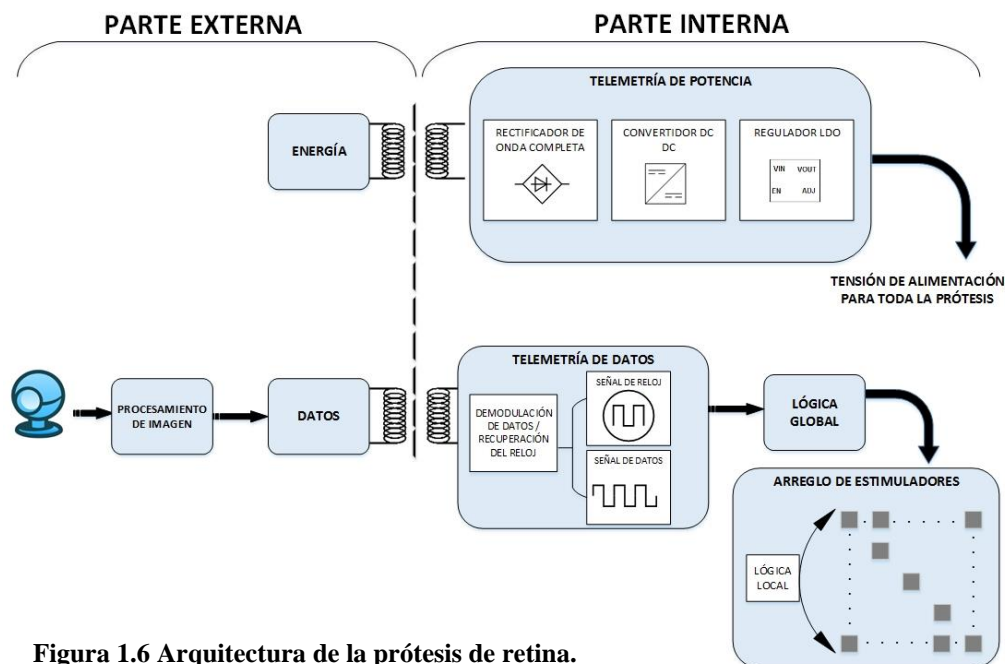 PARTE EXTERNA
PARTE INTERNA
TELEMETRÍA DE POTENCIA
ENERGÍA
RECTIFICADOR DE
ONDA COMPLETA
CONVERTIDOR DC
DC
REGULADOR LDO
VIN VOUT
EN ADJ
TENSIÓN DE ALIMENTACIÓN
PARA TODA LA PRÓTESIS
PROCESAMIENTO
DE IMAGEN
DATOS
TELEMETRÍA DE DATOS
DEMODULACIÓN
DE DATOS /
RECUPERACIÓN
DEL RELOJ
SEÑAL DE RELOJ
SEÑAL DE DATOS
LÓGICA
GLOBAL
ARREGLO DE ESTIMULADORES
LÓGICA
LOCAL
Figura 1.6 Arquitectura de la prótesis de retina.